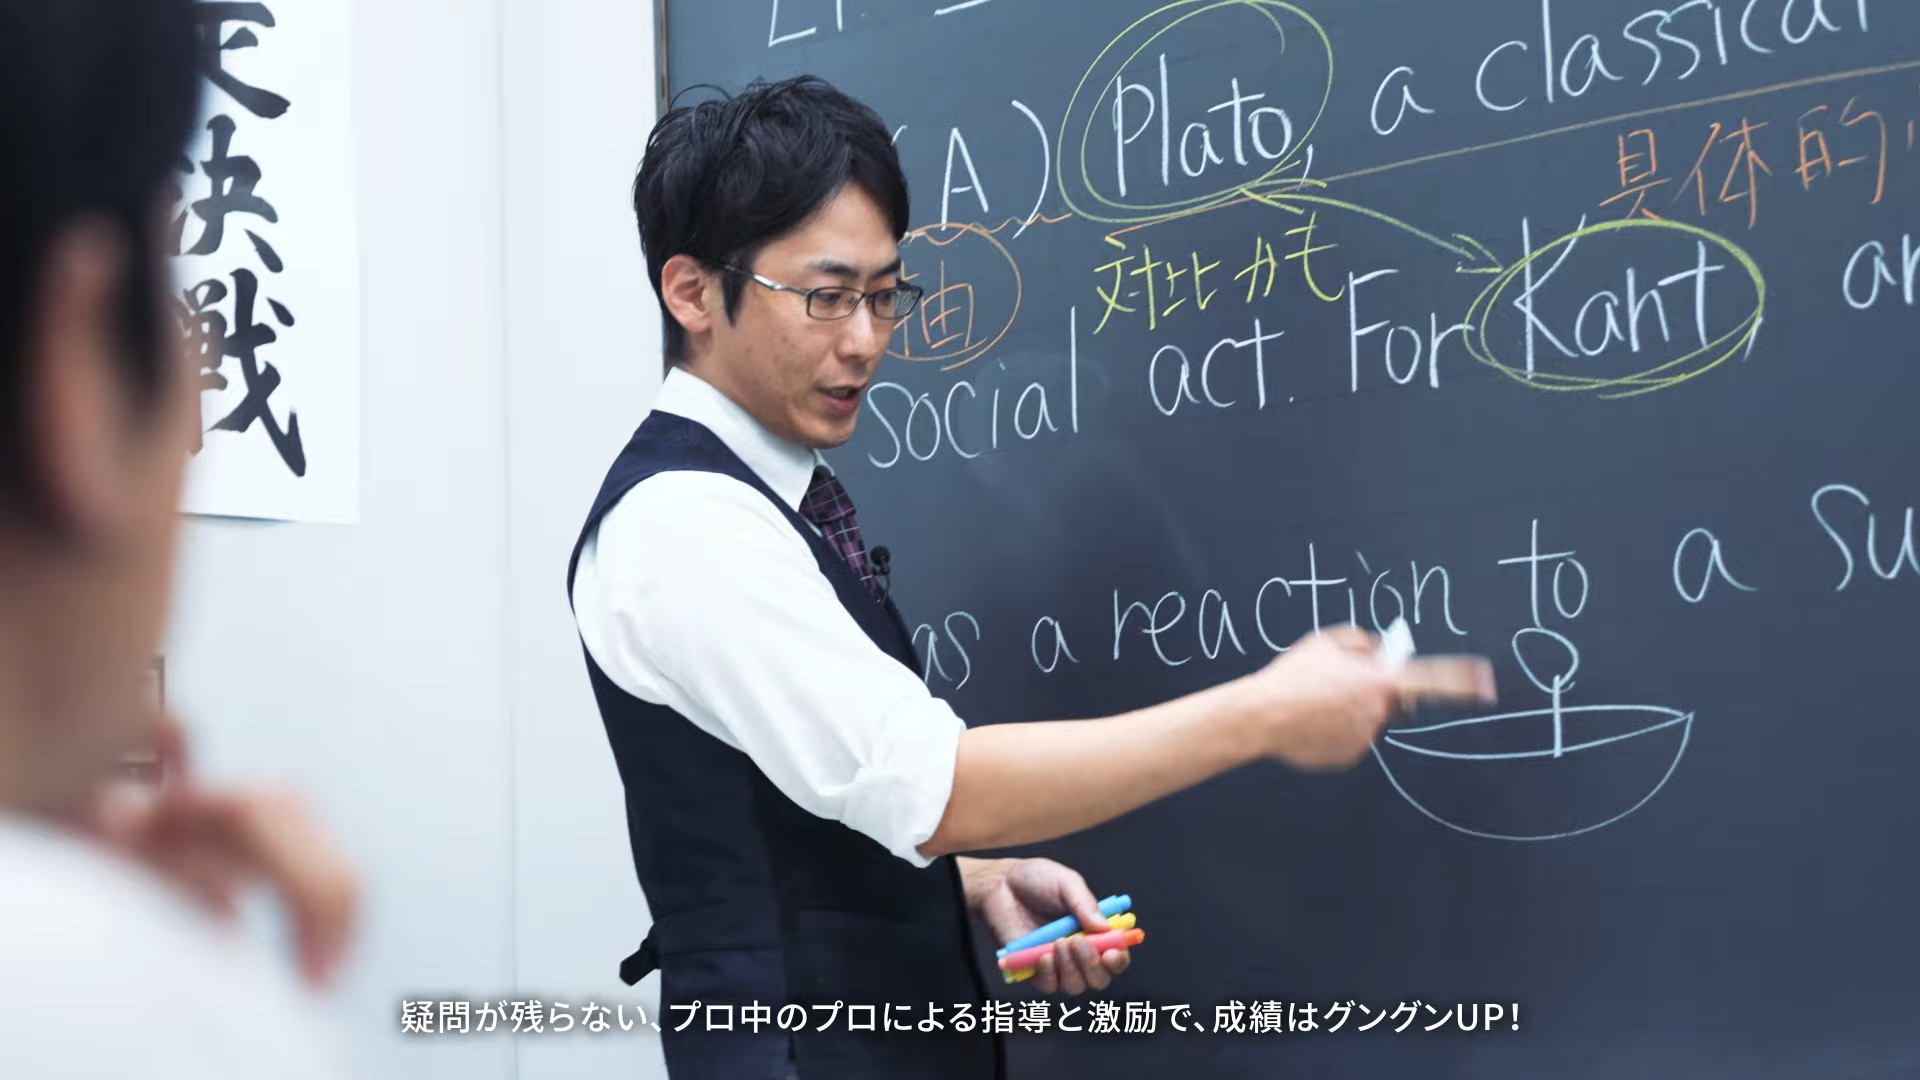 天
決
戦
(A) Plato, a classical
具体的
抽
対比かも
social act. For Kant, an
as a reaction to a su
疑問が残らない、プロ中のプロによる指導と激励で、成績はグングンUP!